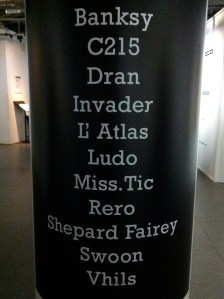 Banksy
C215
Dran
Invader
L' Atlas
Ludo
Miss.Tic
Rero
Shepard Fairey
Swoon
Vhils